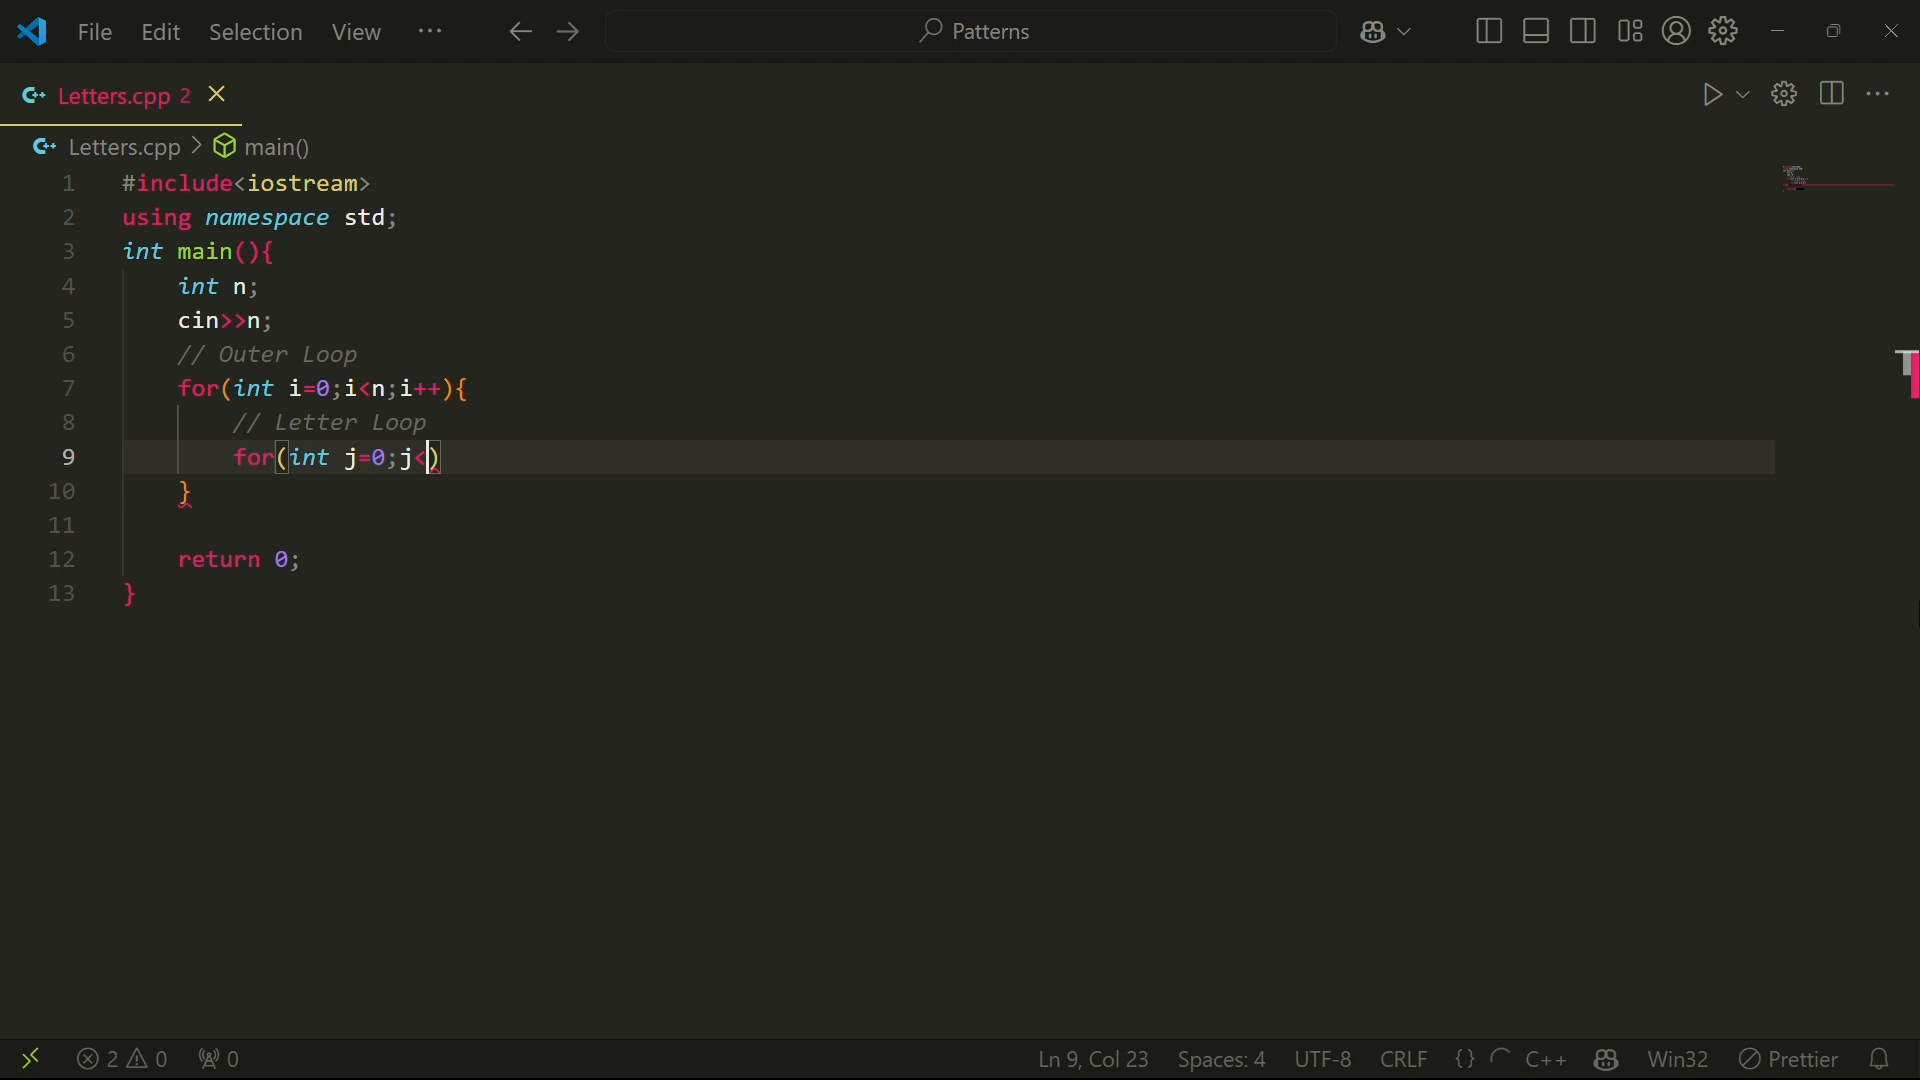 File Edit Selection View ··· Patterns
Letters.cpp 2
Letters.cpp > main()
1 #include<iostream>
2 using namespace std;
3 int main(){
4 int n;
5 cin>>n;
6 // Outer Loop
7 for(int i=0;i<n;i++){
8 // Letter Loop
9 for(int j=0;j<)
10 }
11
12 return 0;
13 }
2 0 0 Ln 9, Col 23 Spaces: 4 UTF-8 CRLF {} C++ Win32 Prettier